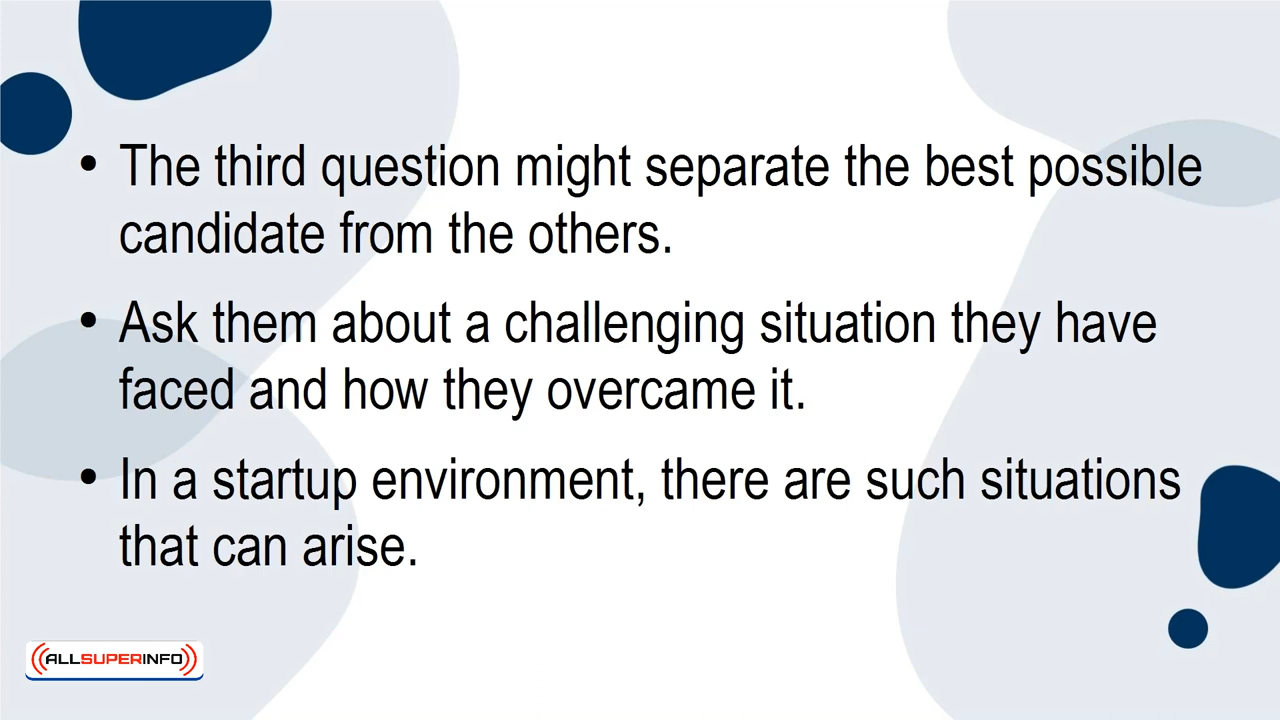 • The third question might separate the best possible
candidate from the others.
• Ask them about a challenging situation they have
faced and how they overcame it.
• In a startup environment, there are such situations
that can arise.
ALLSUPERINFO